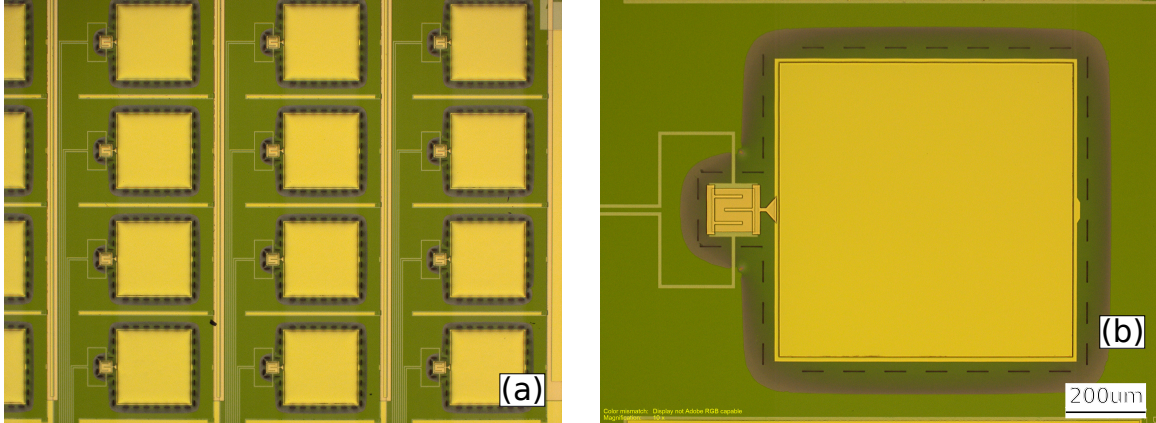 (a)
(b)
200um
Color mismatch: Display not Adobe RGB capable
Magnification: 10 x